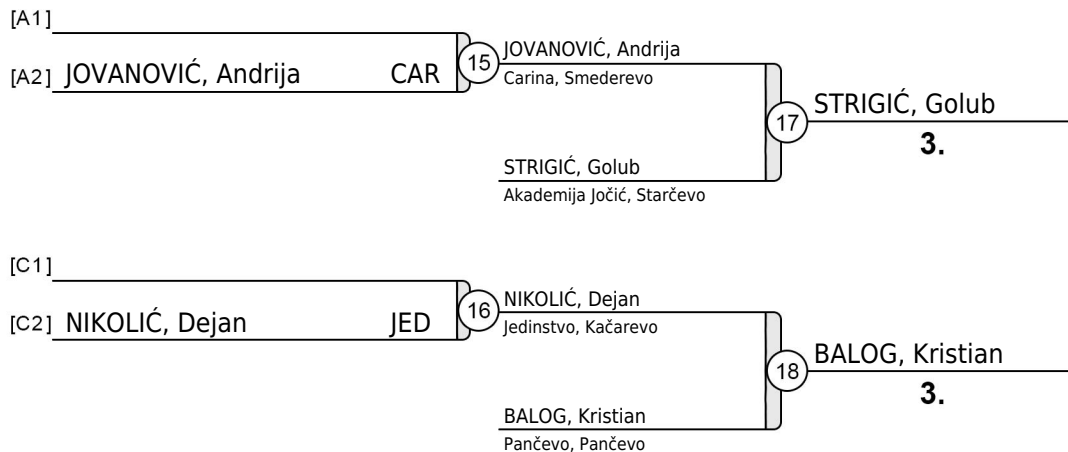 [A1]
[A2] JOVANOVIĆ, Andrija CAR
15
JOVANOVIĆ, Andrija
Carina, Smederevo
17
STRIGIĆ, Golub
3.
STRIGIĆ, Golub
Akademija Jočić, Starčevo
[C1]
[C2] NIKOLIĆ, Dejan JED
16
NIKOLIĆ, Dejan
Jedinstvo, Kačarevo
18
BALOG, Kristian
3.
BALOG, Kristian
Pančevo, Pančevo